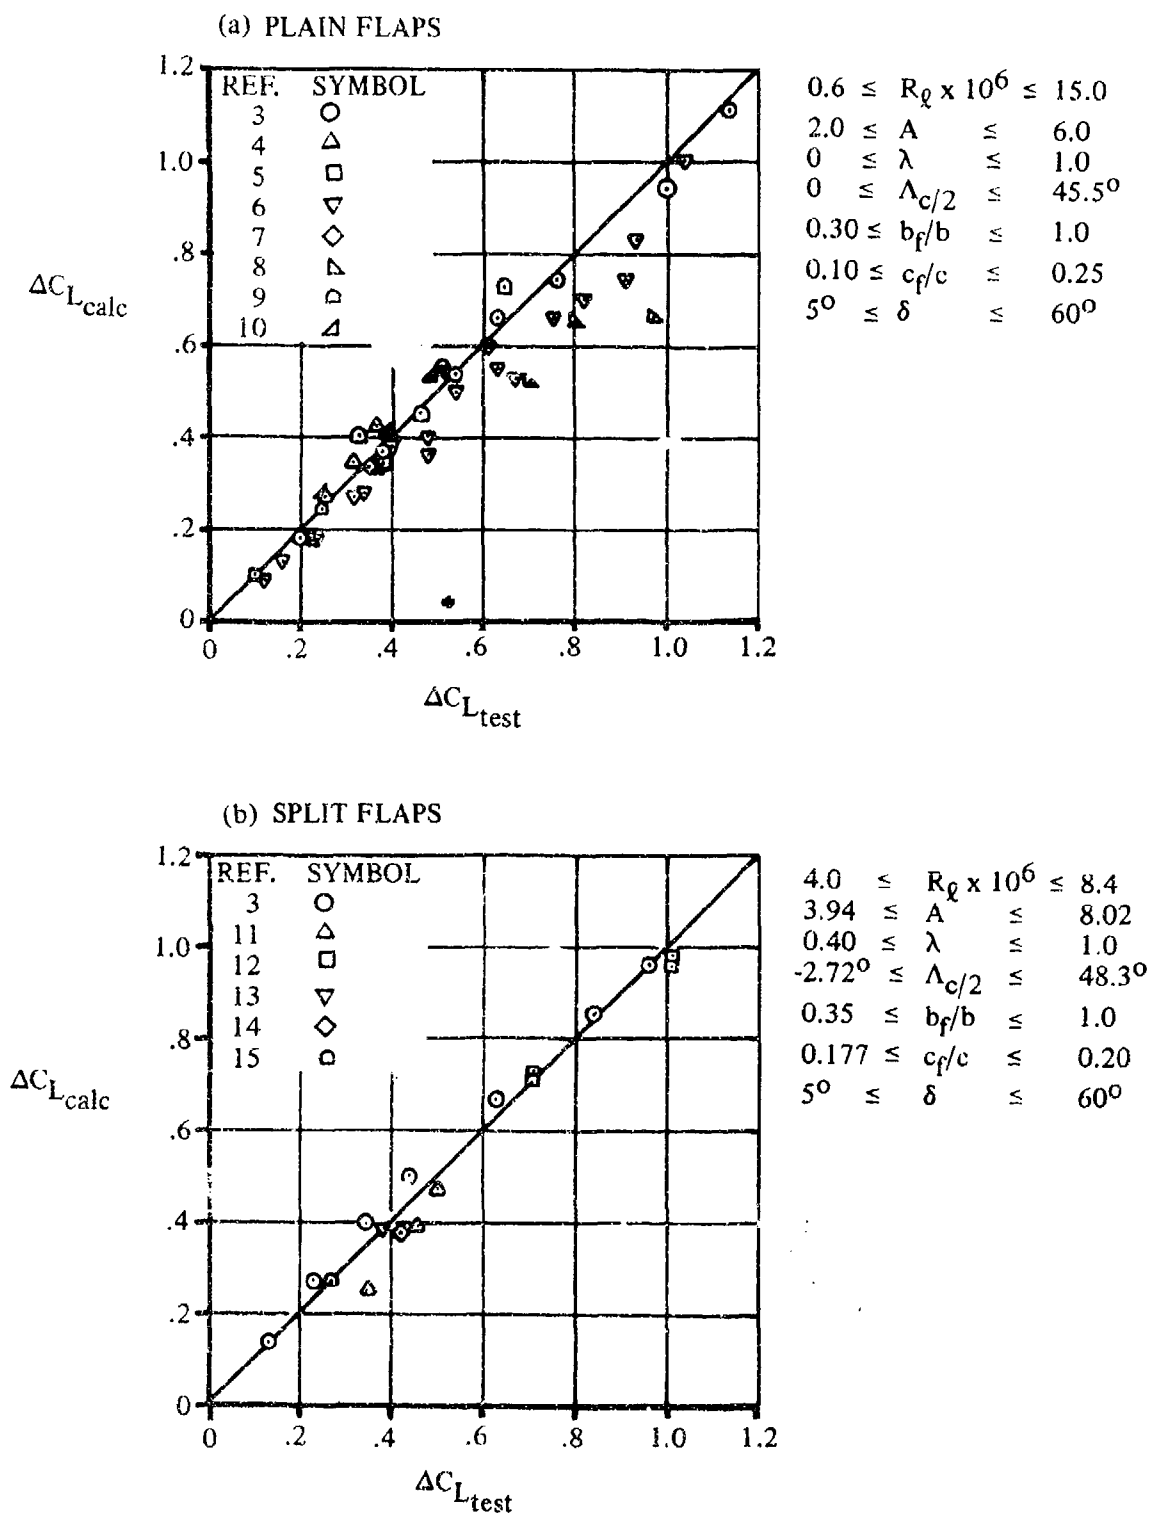 (a) PLAIN FLAPS
1.2
1.0
.8
.6
.4
.2
0
REF. SYMBOL
3
4
5
6
7
8
9
10
ΔC_Lcalc
0 .2 .4 .6 .8 1.0 1.2
ΔC_Ltest
0.6 ≤ R_ℓ x 10^6 ≤ 15.0
2.0 ≤ A ≤ 6.0
0 ≤ λ ≤ 1.0
0 ≤ Λ_c/2 ≤ 45.5°
0.30 ≤ b_f/b ≤ 1.0
0.10 ≤ c_f/c ≤ 0.25
5° ≤ δ ≤ 60°
(b) SPLIT FLAPS
1.2
1.0
.8
.6
.4
.2
0
REF. SYMBOL
3
11
12
13
14
15
ΔC_Lcalc
0 .2 .4 .6 .8 1.0 1.2
ΔC_Ltest
4.0 ≤ R_ℓ x 10^6 ≤ 8.4
3.94 ≤ A ≤ 8.02
0.40 ≤ λ ≤ 1.0
-2.72° ≤ Λ_c/2 ≤ 48.3°
0.35 ≤ b_f/b ≤ 1.0
0.177 ≤ c_f/c ≤ 0.20
5° ≤ δ ≤ 60°